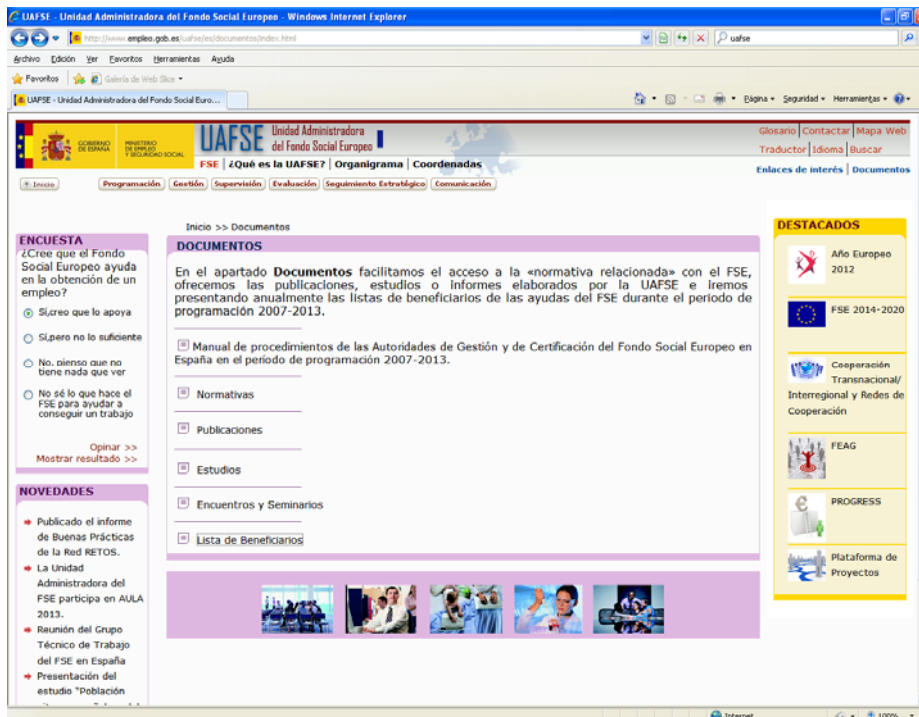 UAFSE - Unidad Administradora del Fondo Social Europeo - Windows Internet Explorer
http://www.empleo.gob.es/uafse/es/documentos/index.html
uafse
Archivo Edición Ver Favoritos Herramientas Ayuda
Favoritos Galería de Web Slice
UAFSE - Unidad Administradora del Fondo Social Euro...
Página Seguridad Herramientas
GOBIERNO DE ESPAÑA
MINISTERIO DE EMPLEO Y SEGURIDAD SOCIAL
UAFSE Unidad Administradora
del Fondo Social Europeo
FSE | ¿Qué es la UAFSE? | Organigrama | Coordenadas
Glosario | Contactar | Mapa Web
Traductor | Idioma | Buscar
Enlaces de interés | Documentos
Inicio Programación Gestión Supervisión Evaluación Seguimiento Estratégico Comunicación
ENCUESTA
¿Cree que el Fondo
Social Europeo ayuda
en la obtención de un
empleo?
Sí,creo que lo apoya
Sí,pero no lo suficiente
No, pienso que no
tiene nada que ver
No sé lo que hace el
FSE para ayudar a
conseguir un trabajo
Opinar >>
Mostrar resultado >>
NOVEDADES
Publicado el informe
de Buenas Prácticas
de la Red RETOS.
La Unidad
Administradora del
FSE participa en AULA
2013.
Reunión del Grupo
Técnico de Trabajo
del FSE en España
Presentación del
estudio "Población
Inicio >> Documentos
DOCUMENTOS
En el apartado Documentos facilitamos el acceso a la «normativa relacionada» con el FSE,
ofrecemos las publicaciones, estudios o informes elaborados por la UAFSE e iremos
presentando anualmente las listas de beneficiarios de las ayudas del FSE durante el periodo de
programación 2007-2013.
Manual de procedimientos de las Autoridades de Gestión y de Certificación del Fondo Social Europeo en
España en el período de programación 2007-2013.
Normativas
Publicaciones
Estudios
Encuentros y Seminarios
Lista de Beneficiarios
DESTACADOS
Año Europeo
2012
FSE 2014-2020
Cooperación
Transnacional/
Interregional y Redes de
Cooperación
FEAG
PROGRESS
Plataforma de
Proyectos
Internet
100%